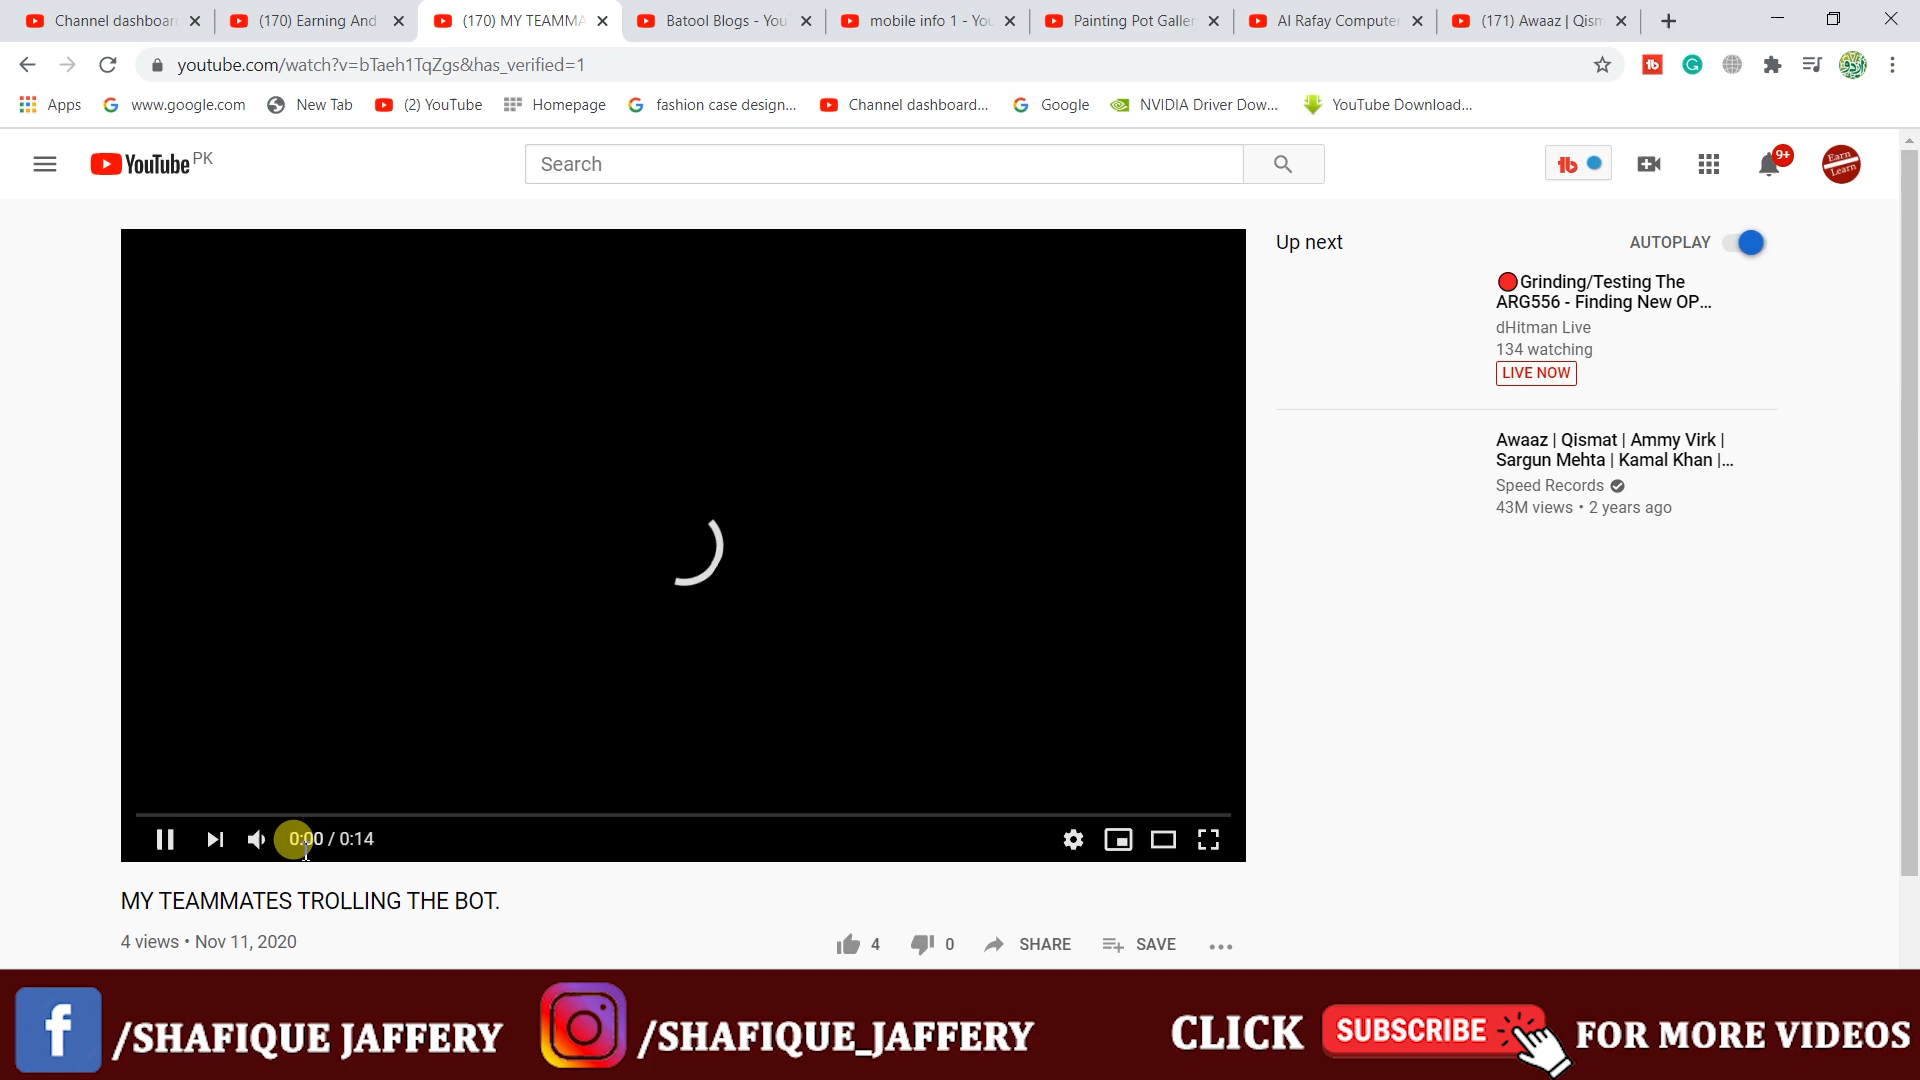 Channel dashboar
(170) Earning And
(170) MY TEAMMA
Batool Blogs - You
mobile info 1 - You
Painting Pot Galler
Al Rafay Compute
(171) Awaaz | Qism
youtube.com/watch?v=bTaeh1TqZgs&has_verified=1
Apps
www.google.com
New Tab
(2) YouTube
Homepage
fashion case design...
Channel dashboard...
Google
NVIDIA Driver Dow...
YouTube Download...
YouTube PK
Search
9+
Earn
Learn
Up next
AUTOPLAY
Grinding/Testing The
ARG556 - Finding New OP...
dHitman Live
134 watching
LIVE NOW
Awaaz | Qismat | Ammy Virk |
Sargun Mehta | Kamal Khan |...
Speed Records
43M views • 2 years ago
0:00 / 0:14
MY TEAMMATES TROLLING THE BOT.
4 views • Nov 11, 2020
4
0
SHARE
SAVE
/SHAFIQUE JAFFERY
/SHAFIQUE_JAFFERY
CLICK SUBSCRIBE FOR MORE VIDEOS